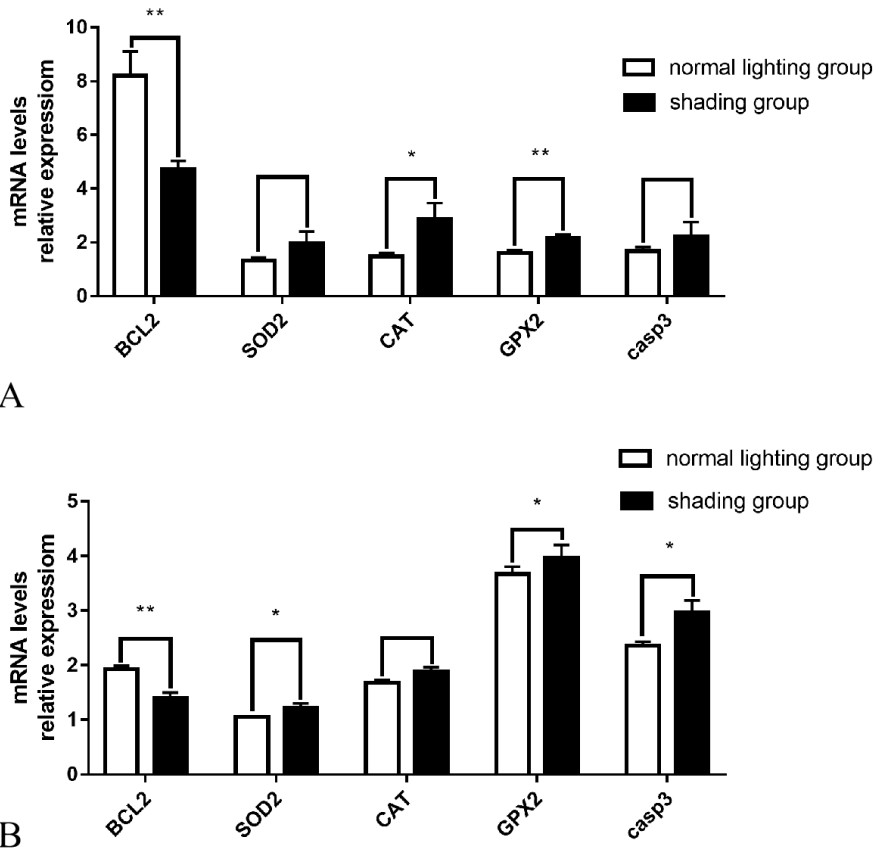 10
8
6
4
2
0
mRNA levels
relative expressiom
**
*
**
normal lighting group
shading group
BCL2
SOD2
CAT
GPX2
casp3
A
5
4
3
2
1
0
mRNA levels
relative expressiom
**
*
*
*
normal lighting group
shading group
BCL2
SOD2
CAT
GPX2
casp3
B